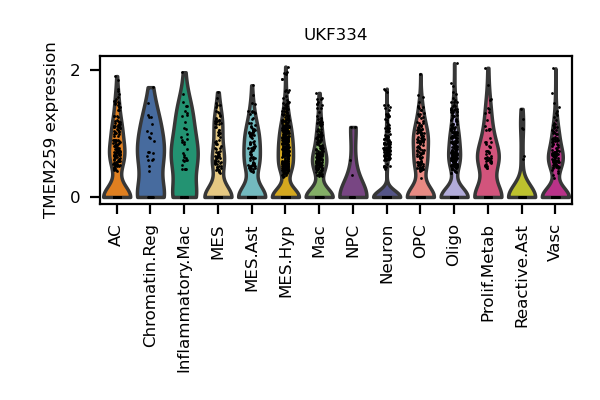 UKF334
TMEM259 expression
2
0
AC
Chromatin.Reg
Inflammatory.Mac
MES
MES.Ast
MES.Hyp
Mac
NPC
Neuron
OPC
Oligo
Prolif.Metab
Reactive.Ast
Vasc